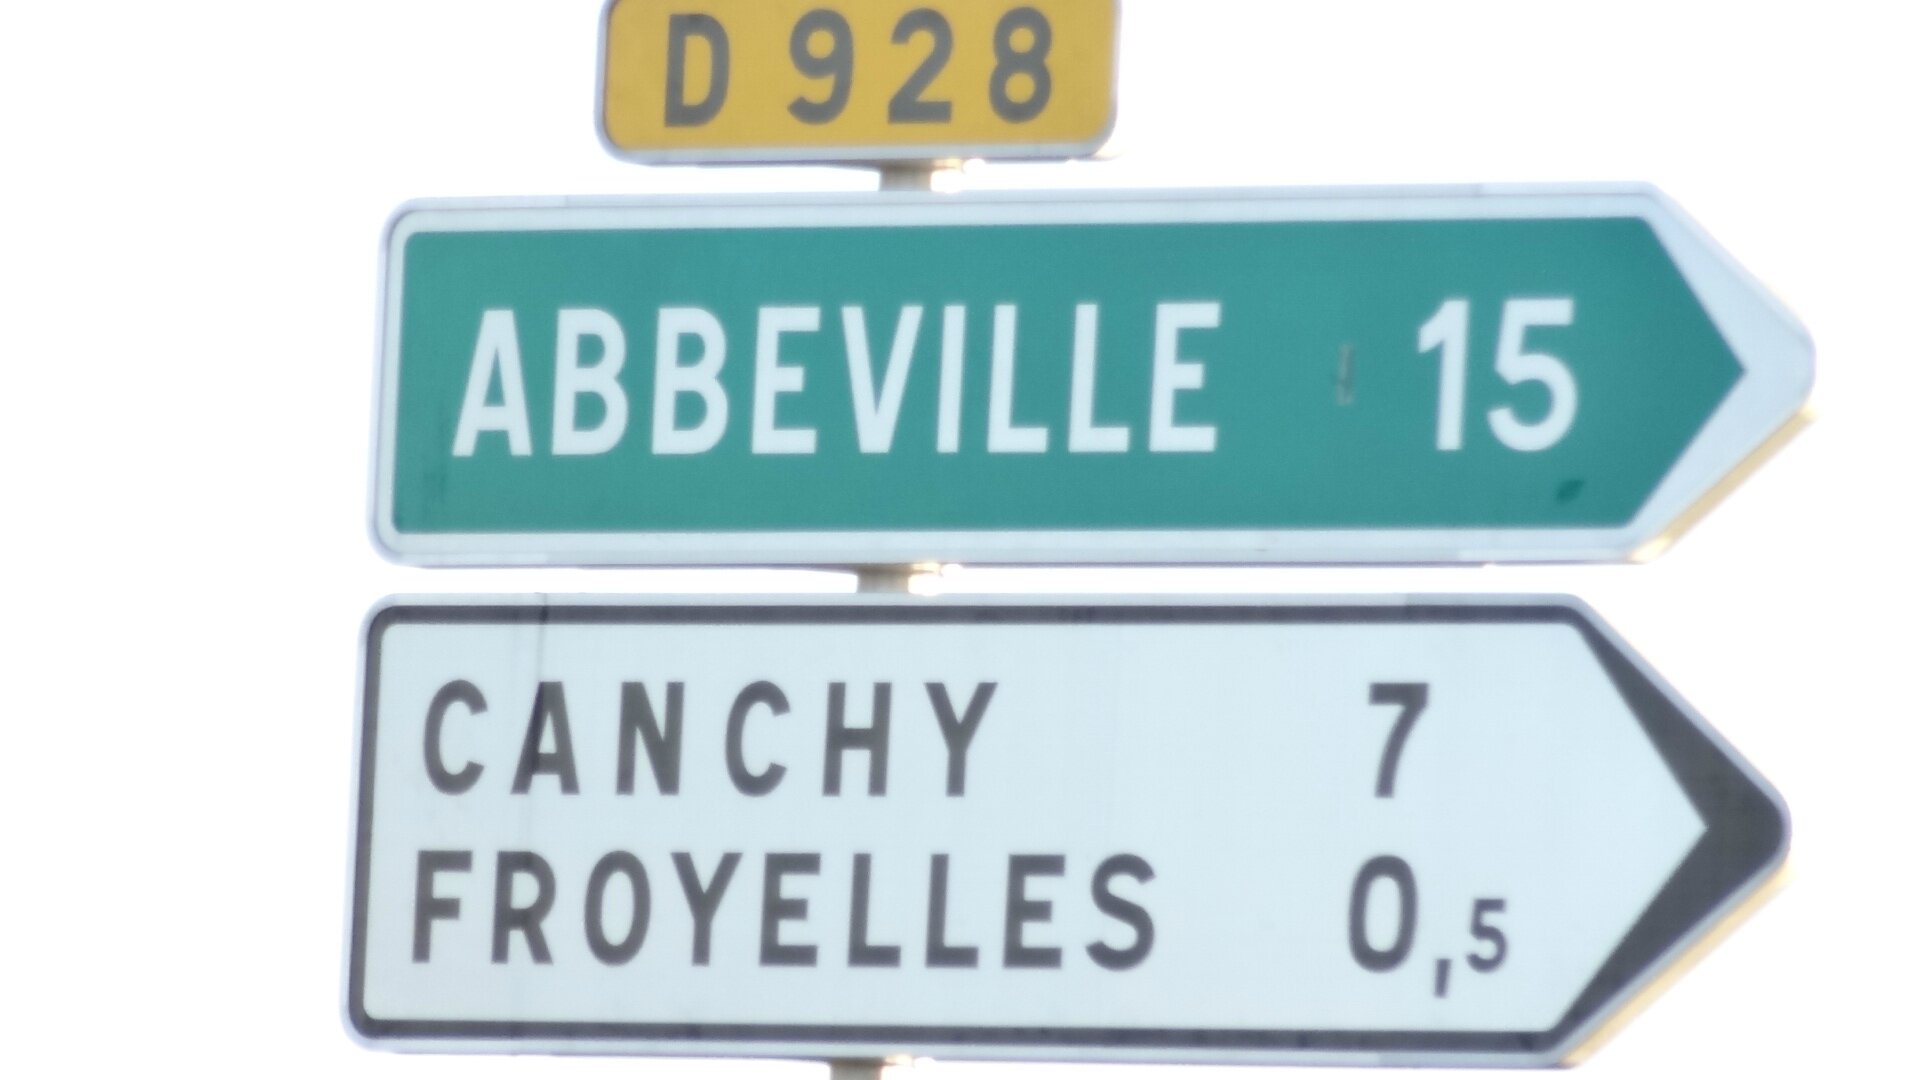 D 928
ABBEVILLE 15
CANCHY 7
FROYELLES 0,5